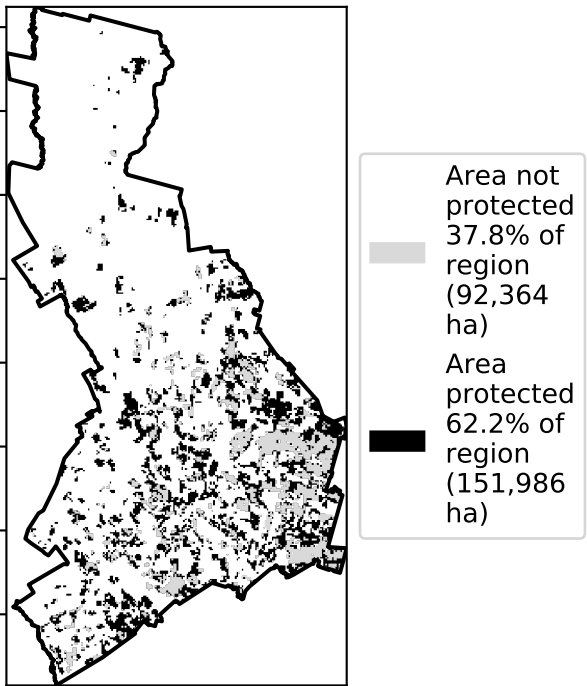 Area not
protected
37.8% of
region
(92,364
ha)
Area
protected
62.2% of
region
(151,986
ha)